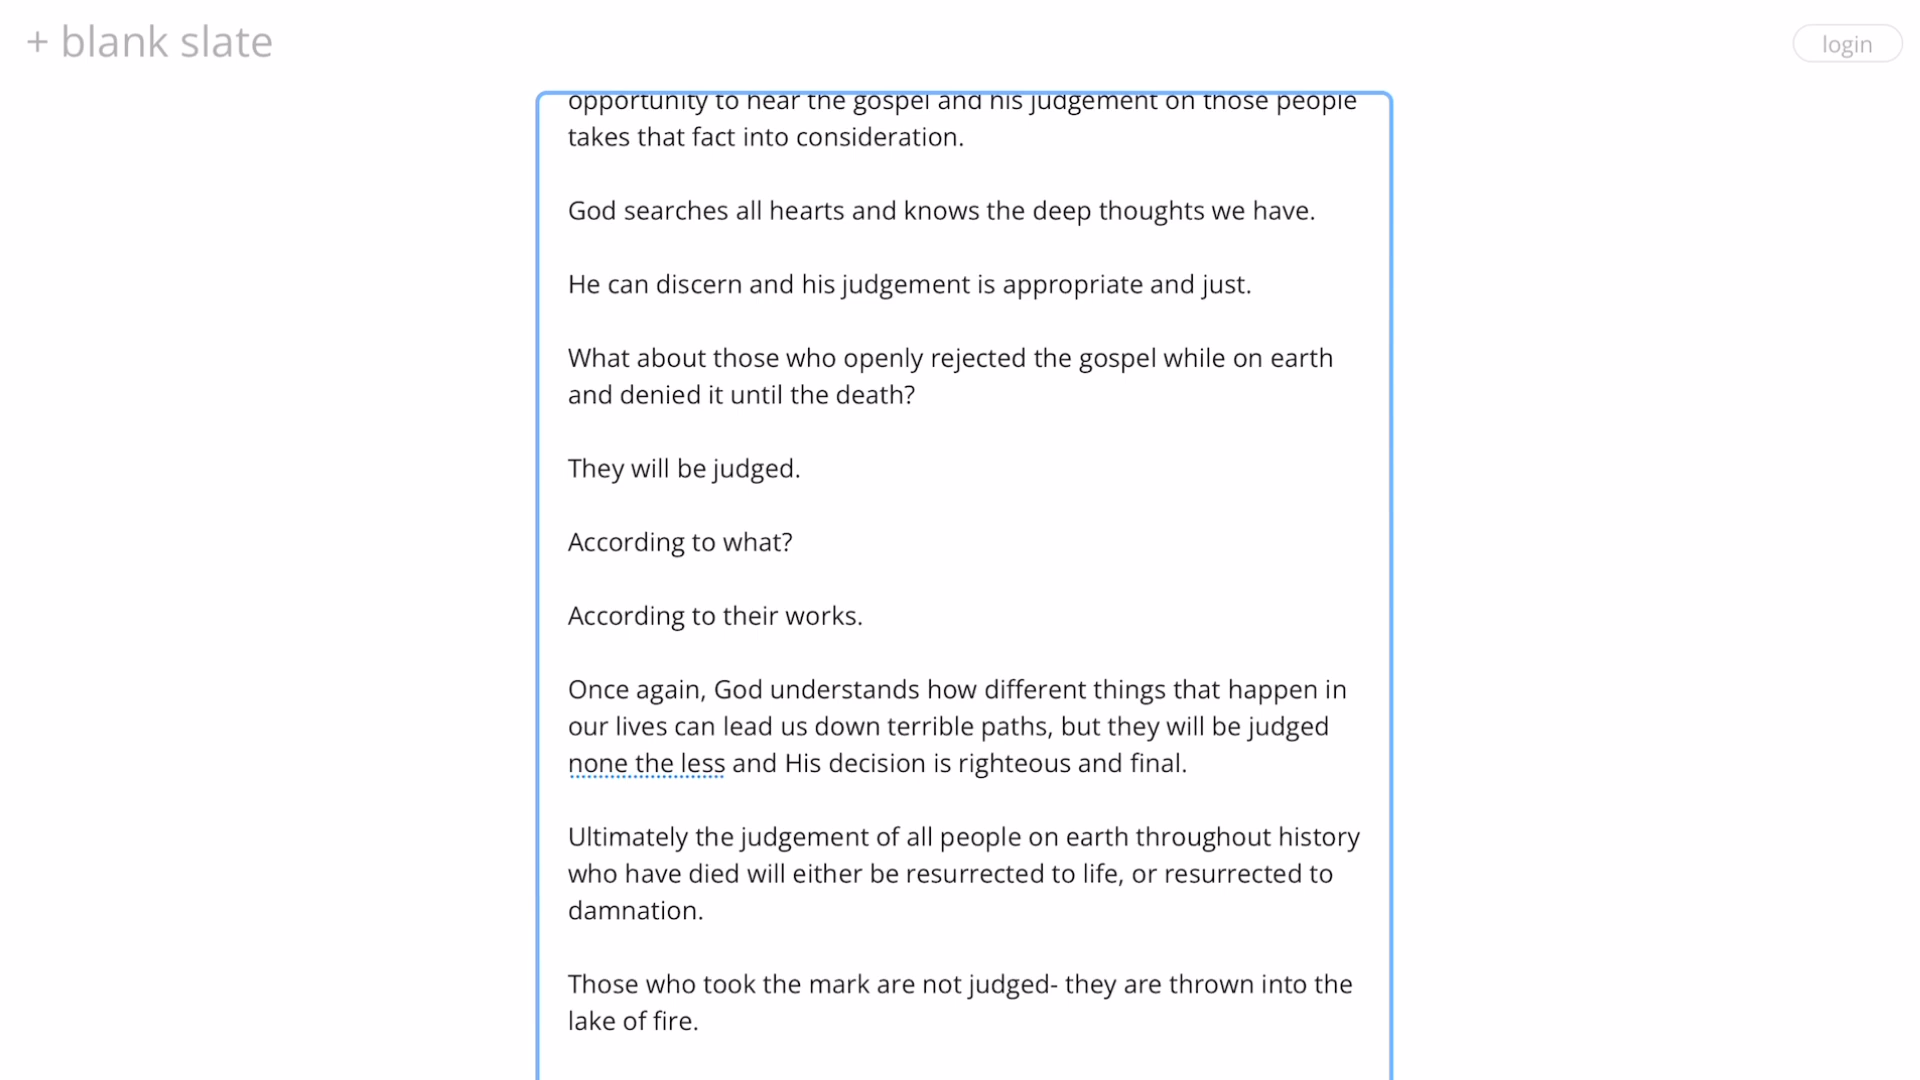 + blank slate
login
opportunity to hear the gospel and his judgement on those people
takes that fact into consideration.
God searches all hearts and knows the deep thoughts we have.
He can discern and his judgement is appropriate and just.
What about those who openly rejected the gospel while on earth
and denied it until the death?
They will be judged.
According to what?
According to their works.
Once again, God understands how different things that happen in
our lives can lead us down terrible paths, but they will be judged
none the less and His decision is righteous and final.
Ultimately the judgement of all people on earth throughout history
who have died will either be resurrected to life, or resurrected to
damnation.
Those who took the mark are not judged- they are thrown into the
lake of fire.